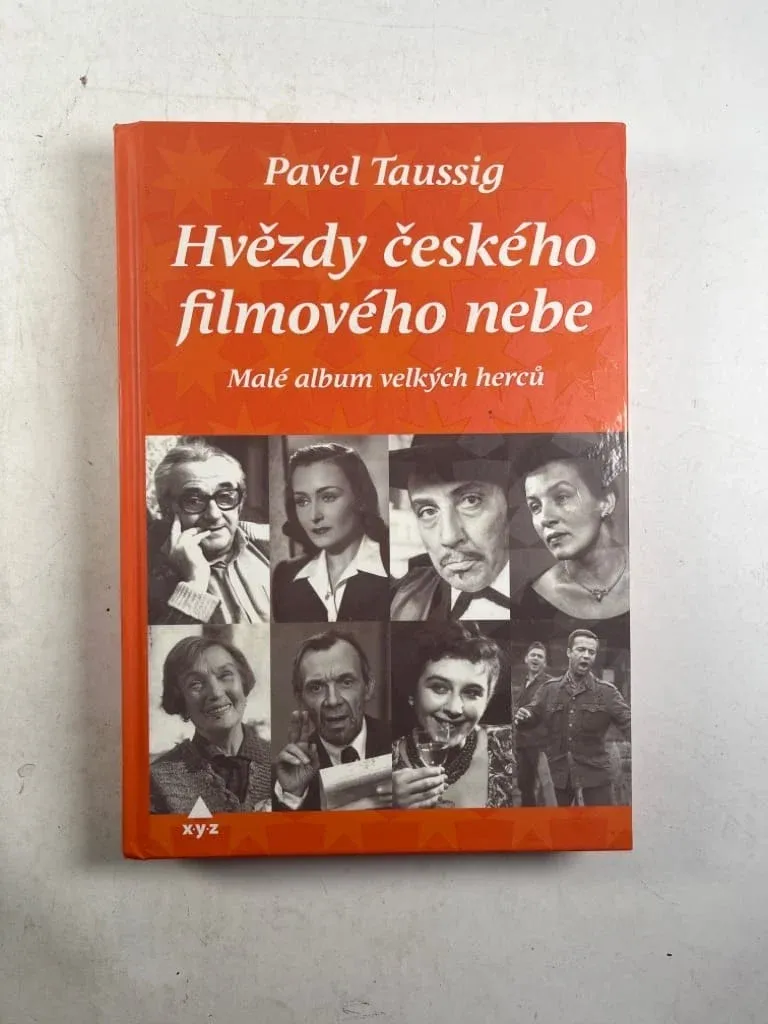 Pavel Taussig
Hvězdy českého
filmového nebe
Malé album velkých herců
x·y·z